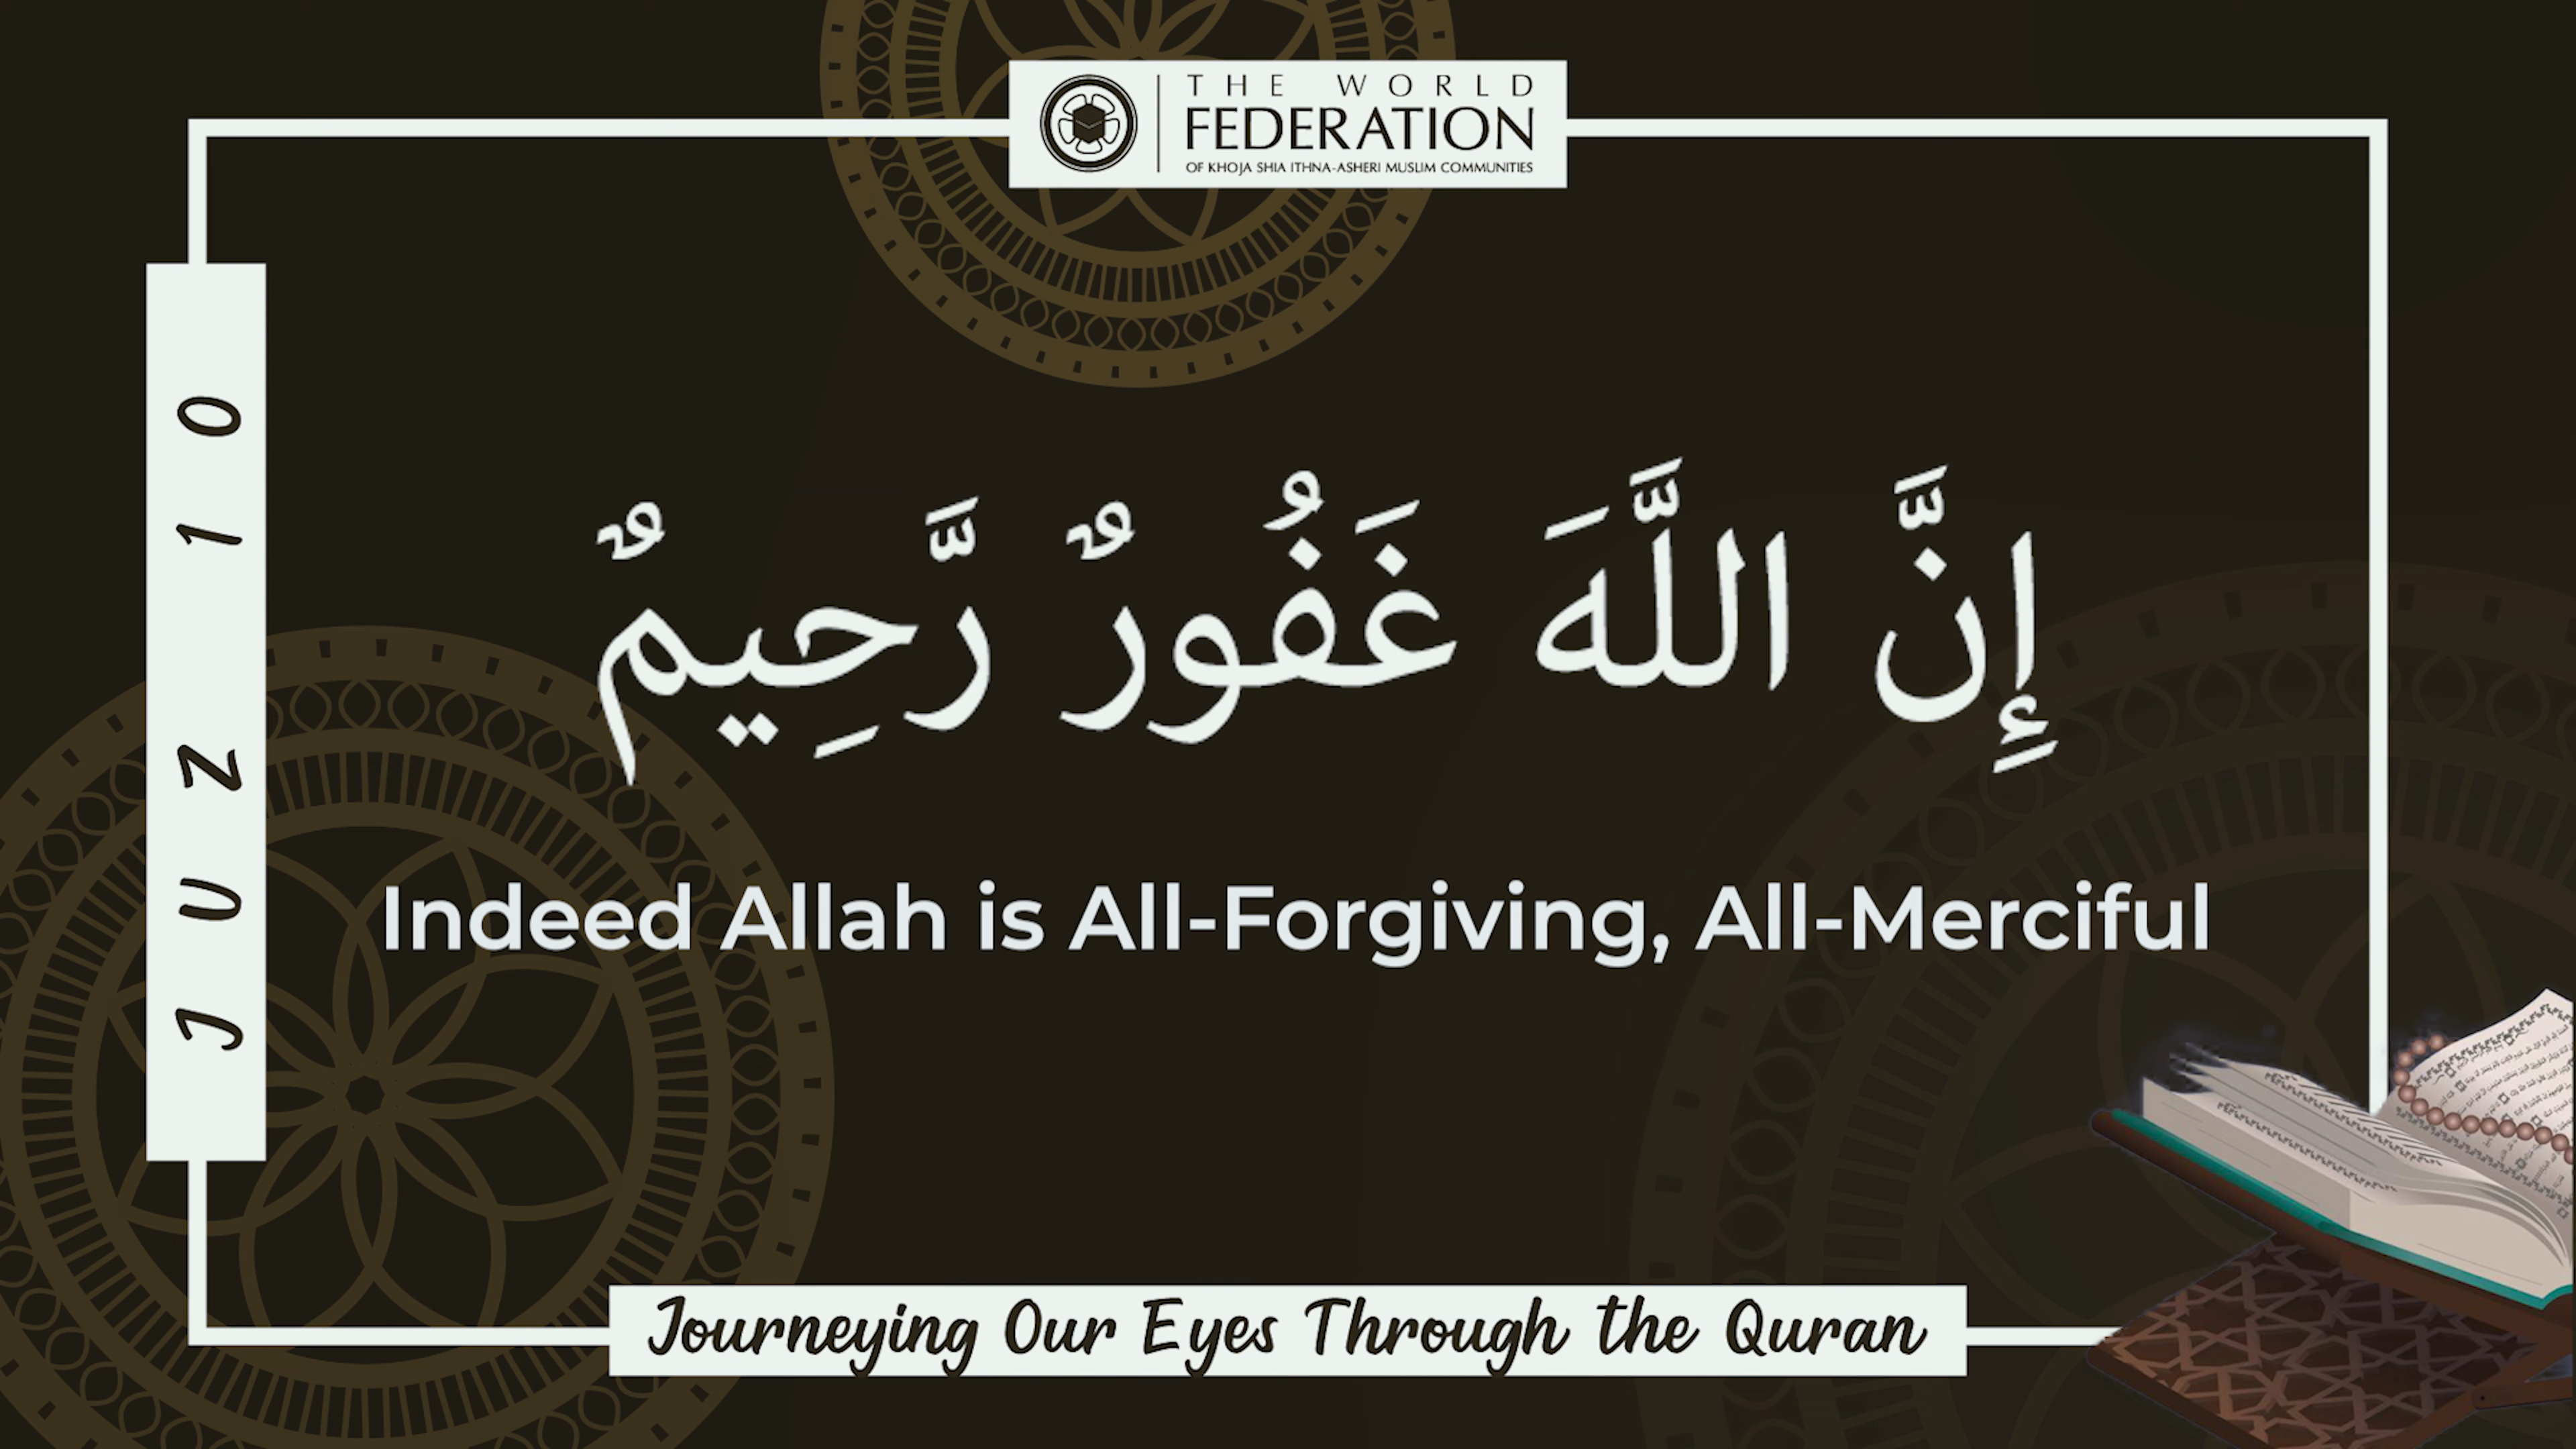 THE WORLD
FEDERATION
OF KHOJA SHIA ITHNA-ASHERI MUSLIM COMMUNITIES
JUZ 10
إِنَّ اللَّهَ غَفُورٌ رَّحِيمٌ
Indeed Allah is All-Forgiving, All-Merciful
Journeying Our Eyes Through the Quran